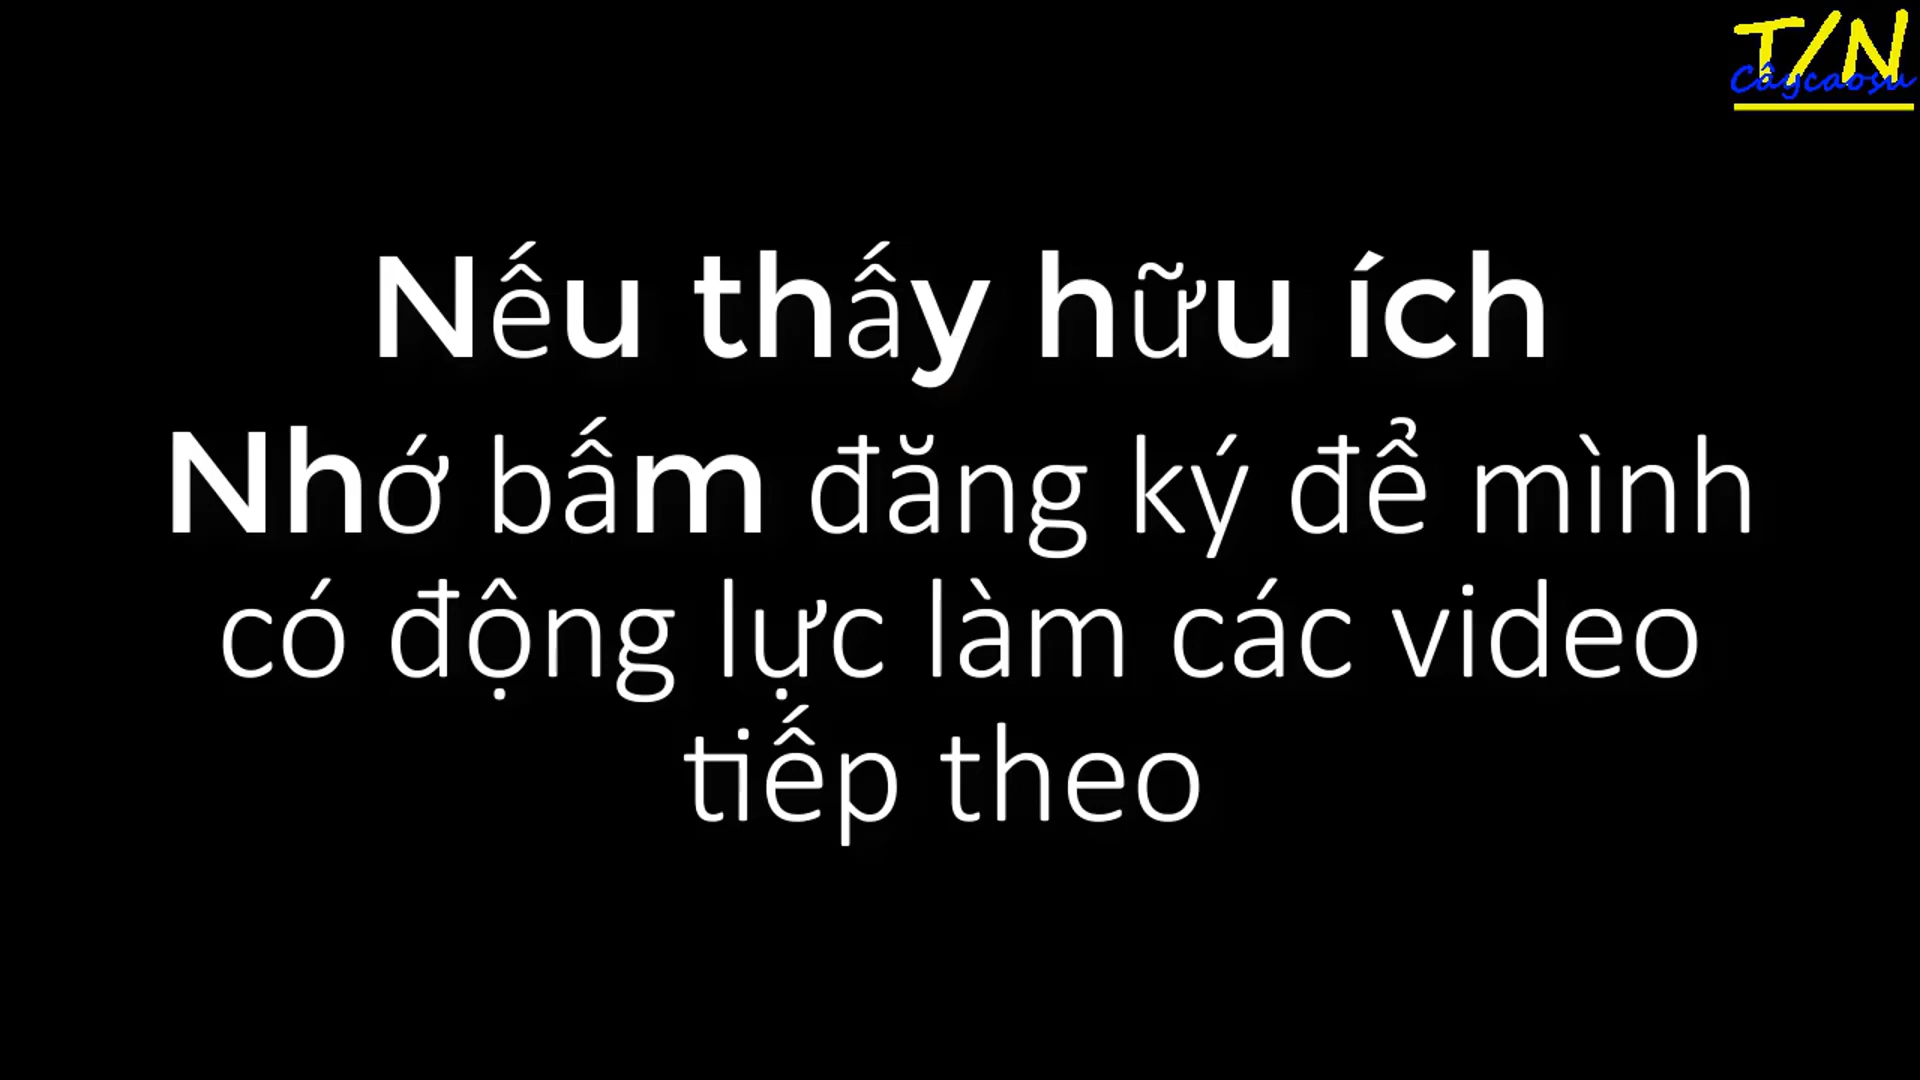 T/N
Câycaosu
Nếu thấy hữu ích
Nhớ bấm đăng ký để mình
có động lực làm các video
tiếp theo